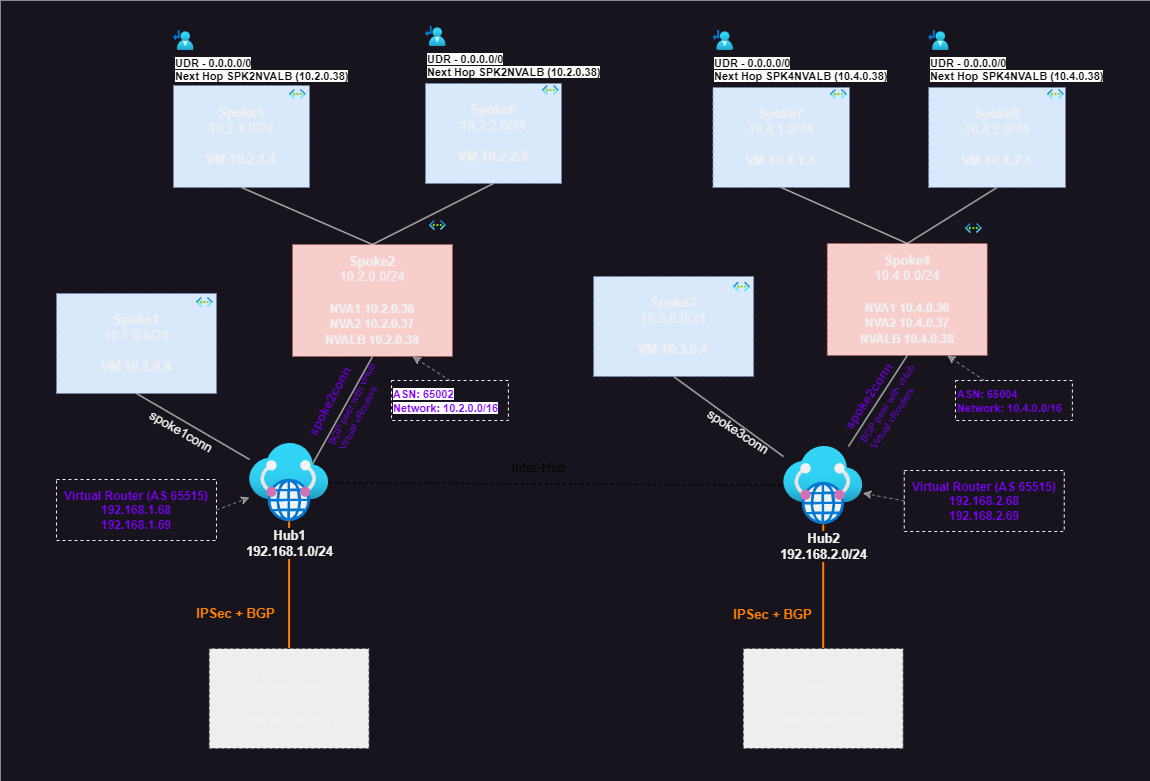 UDR - 0.0.0.0/0
Next Hop SPK2NVALB (10.2.0.38)
UDR - 0.0.0.0/0
Next Hop SPK2NVALB (10.2.0.38)
UDR - 0.0.0.0/0
Next Hop SPK4NVALB (10.4.0.38)
UDR - 0.0.0.0/0
Next Hop SPK4NVALB (10.4.0.38)
Spoke5
10.2.1.0/24
VM 10.2.1.4
Spoke6
10.2.2.0/24
VM 10.2.2.4
Spoke7
10.4.1.0/24
VM 10.4.1.4
Spoke8
10.4.2.0/24
VM 10.4.2.4
Spoke2
10.2.0.0/24
NVA1 10.2.0.36
NVA2 10.2.0.37
NVALB 10.2.0.38
Spoke4
10.4.0.0/24
NVA1 10.4.0.36
NVA2 10.4.0.37
NVALB 10.4.0.38
Spoke1
10.1.0.0/24
VM 10.1.0.4
Spoke3
10.3.0.0/24
VM 10.3.0.4
spoke1conn
spoke2conn
BGP peer with vHub
Virtual vRouters
ASN: 65002
Network: 10.2.0.0/16
spoke3conn
spoke2conn
BGP peer with vHub
Virtual vRouters
ASN: 65004
Network: 10.4.0.0/16
Inter-Hub
Virtual Router (AS 65515)
192.168.1.68
192.168.1.69
Virtual Router (AS 65515)
192.168.2.68
192.168.2.69
Hub1
192.168.1.0/24
Hub2
192.168.2.0/24
IPSec + BGP
IPSec + BGP